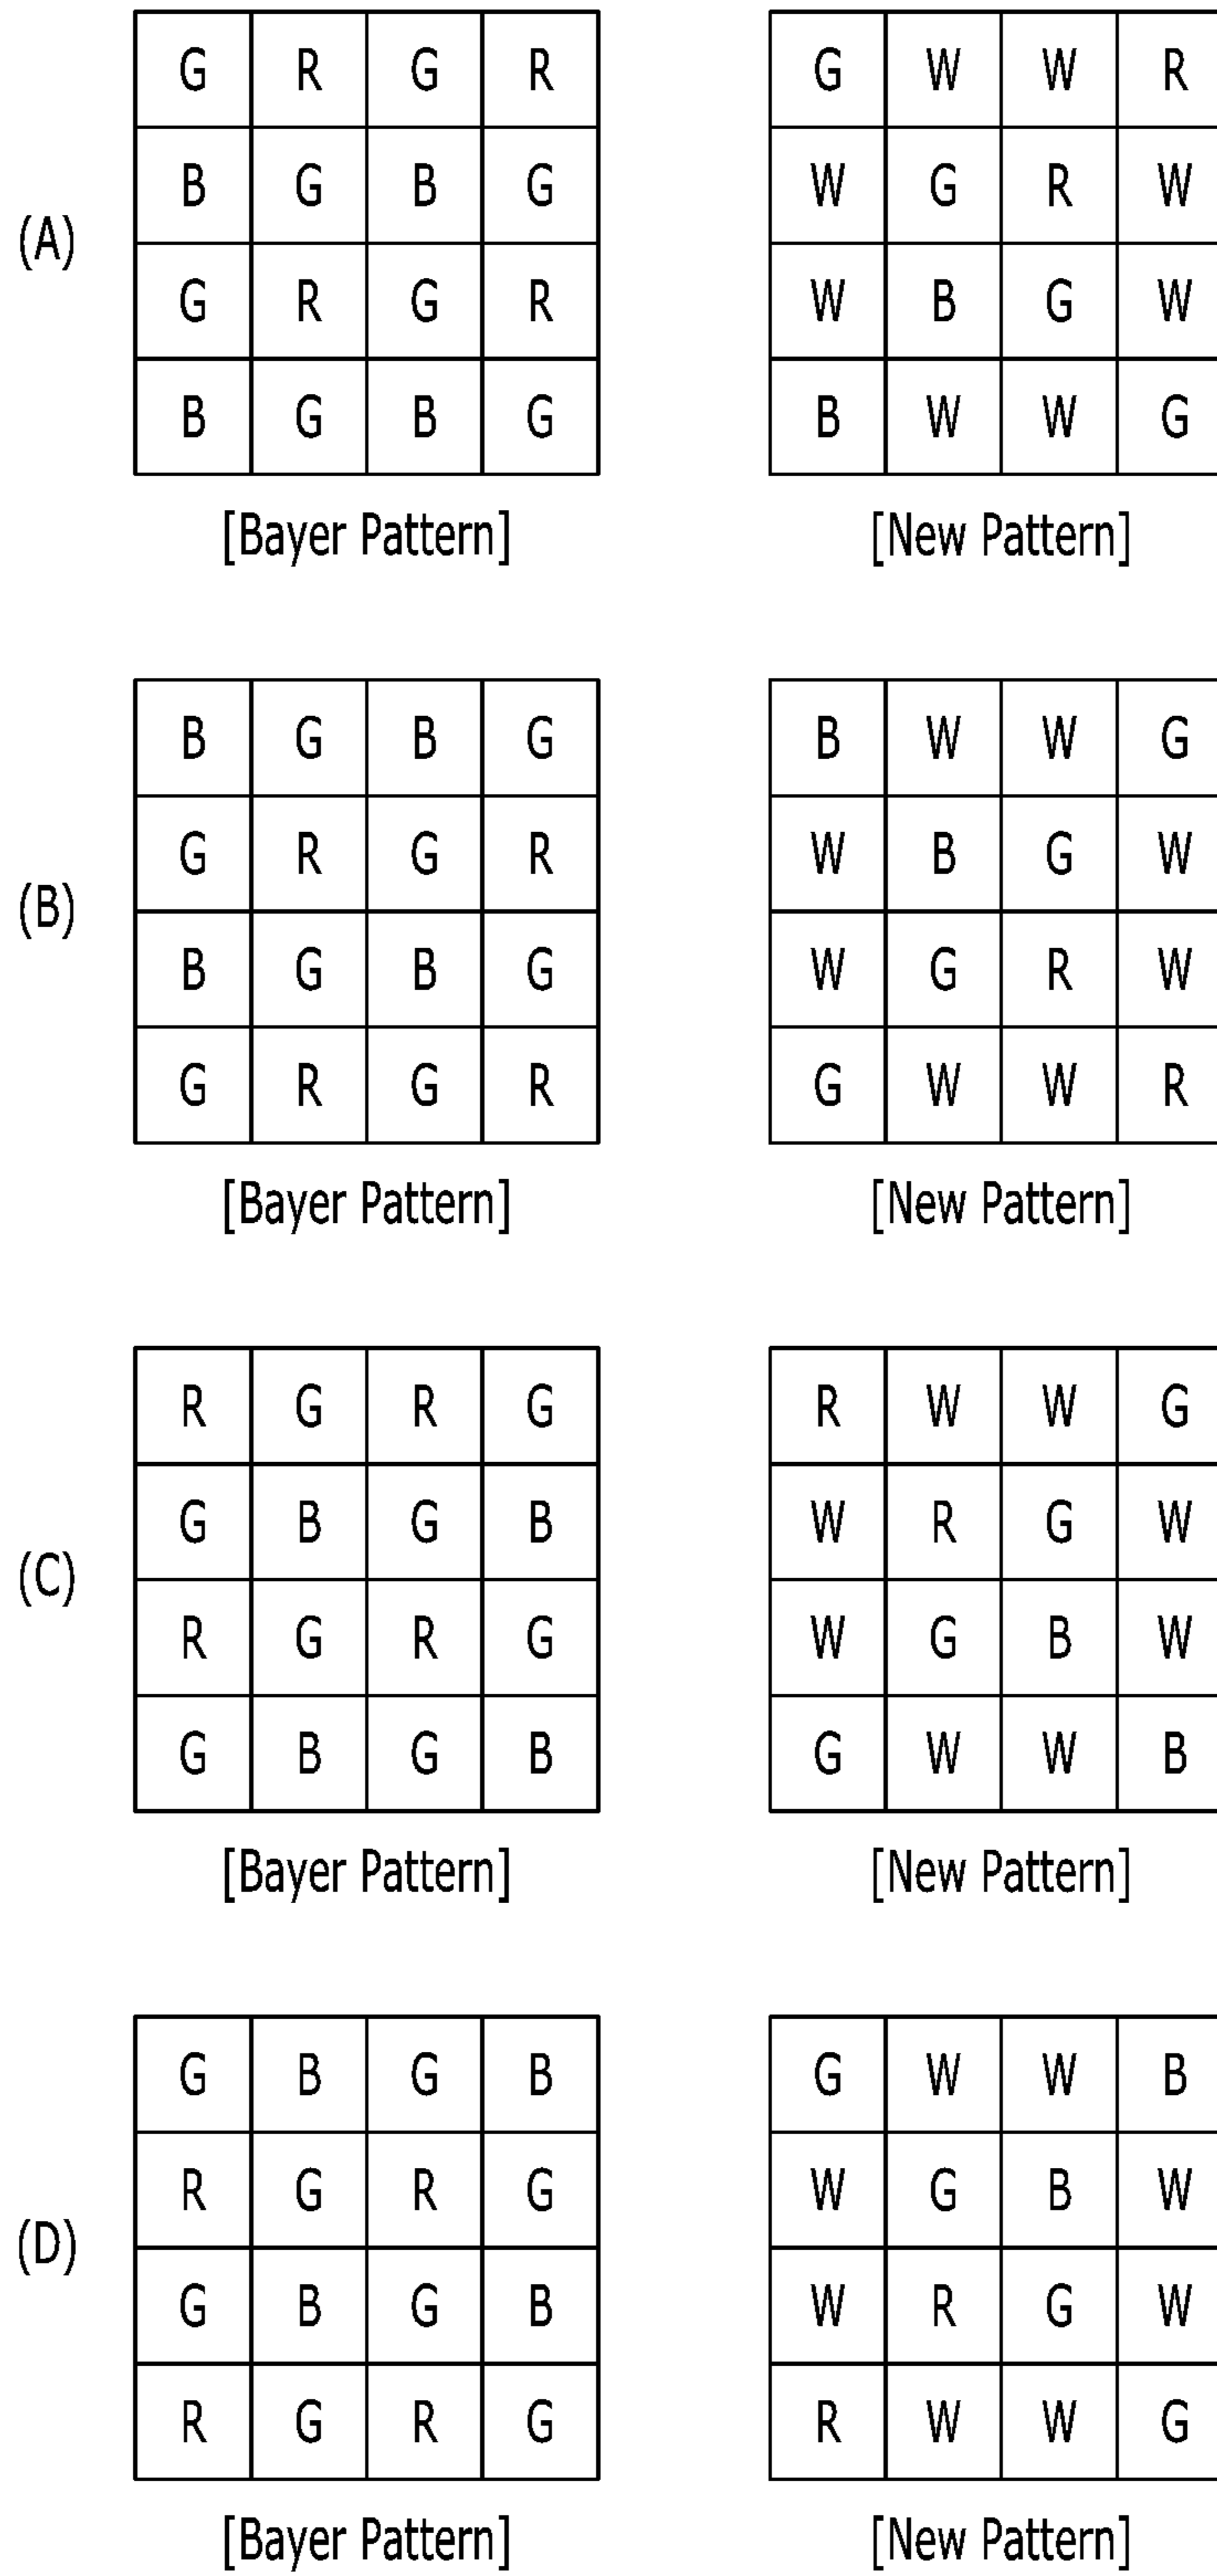 G R G R G W W R
B G B G W G R W
(A)
G R G R W B G W
B G B G B W W G
[Bayer Pattern] [New Pattern]
B G B G B W W G
G R G R W B G W
(B)
B G B G W G R W
G R G R G W W R
[Bayer Pattern] [New Pattern]
R G R G R W W G
G B G B W R G W
(C)
R G R G W G B W
G B G B G W W B
[Bayer Pattern] [New Pattern]
G B G B G W W B
R G R G W G B W
(D)
G B G B W R G W
R G R G R W W G
[Bayer Pattern] [New Pattern]